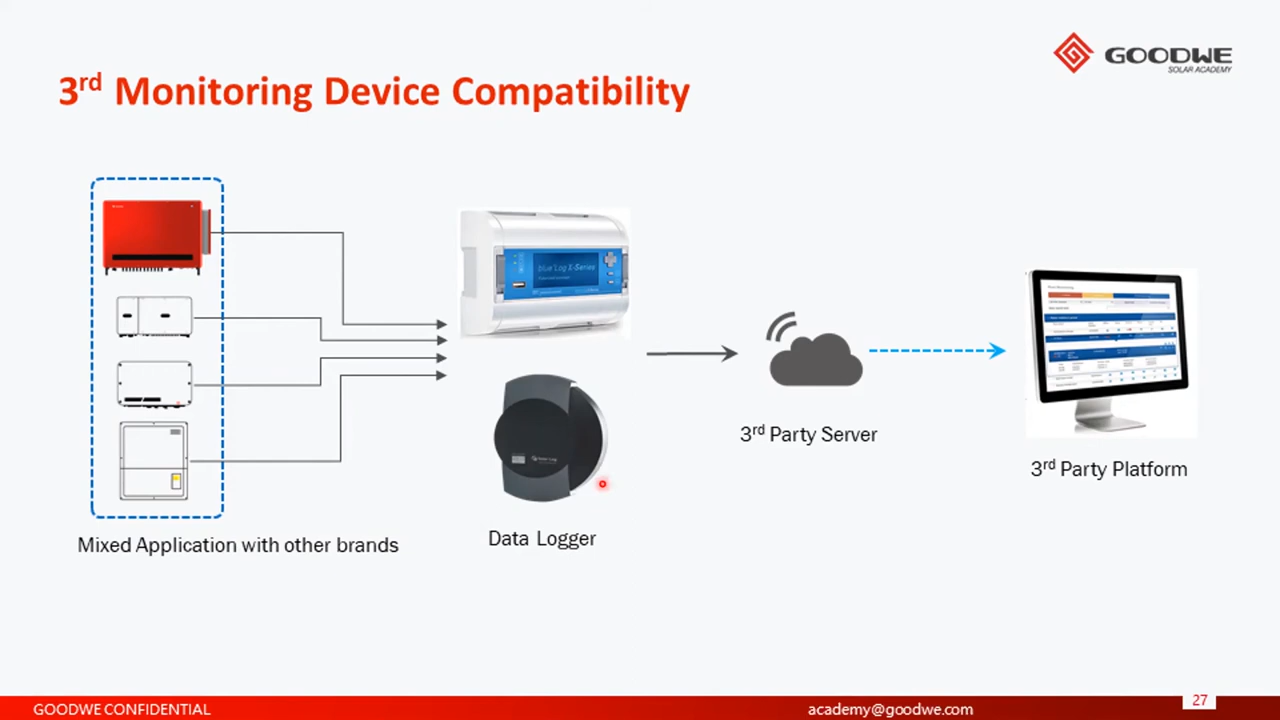 GOODWE
SOLAR ACADEMY
3rd Monitoring Device Compatibility
blue'Log X-Series
3rd Party Server
3rd Party Platform
Data Logger
Mixed Application with other brands
27
GOODWE CONFIDENTIAL
academy@goodwe.com